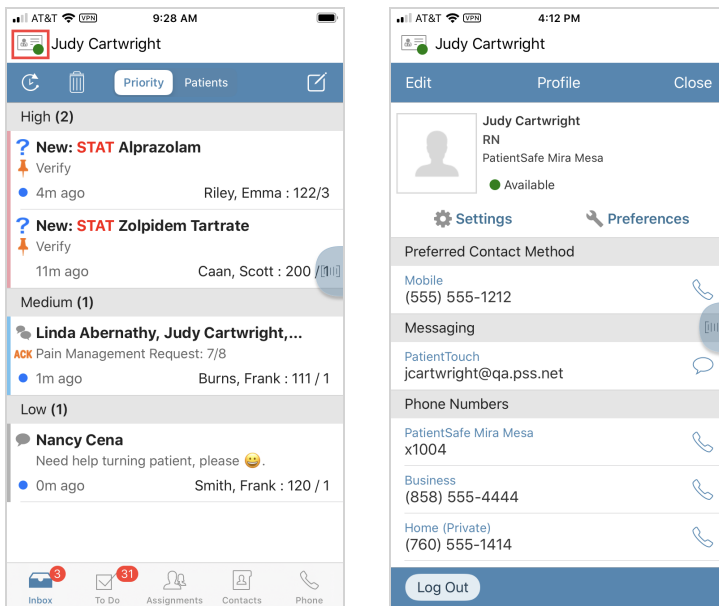 AT&T VPN 9:28 AM
Judy Cartwright
Priority Patients
High (2)
New: STAT Alprazolam
Verify
4m ago Riley, Emma : 122/3
New: STAT Zolpidem Tartrate
Verify
11m ago Caan, Scott : 200 / 1
Medium (1)
Linda Abernathy, Judy Cartwright,...
ACK Pain Management Request: 7/8
1m ago Burns, Frank : 111 / 1
Low (1)
Nancy Cena
Need help turning patient, please 😀.
0m ago Smith, Frank : 120 / 1
3 31
Inbox To Do Assignments Contacts Phone
AT&T VPN 4:12 PM
Judy Cartwright
Edit Profile Close
Judy Cartwright
RN
PatientSafe Mira Mesa
Available
Settings Preferences
Preferred Contact Method
Mobile
(555) 555-1212
Messaging
PatientTouch
jcartwright@qa.pss.net
Phone Numbers
PatientSafe Mira Mesa
x1004
Business
(858) 555-4444
Home (Private)
(760) 555-1414
Log Out